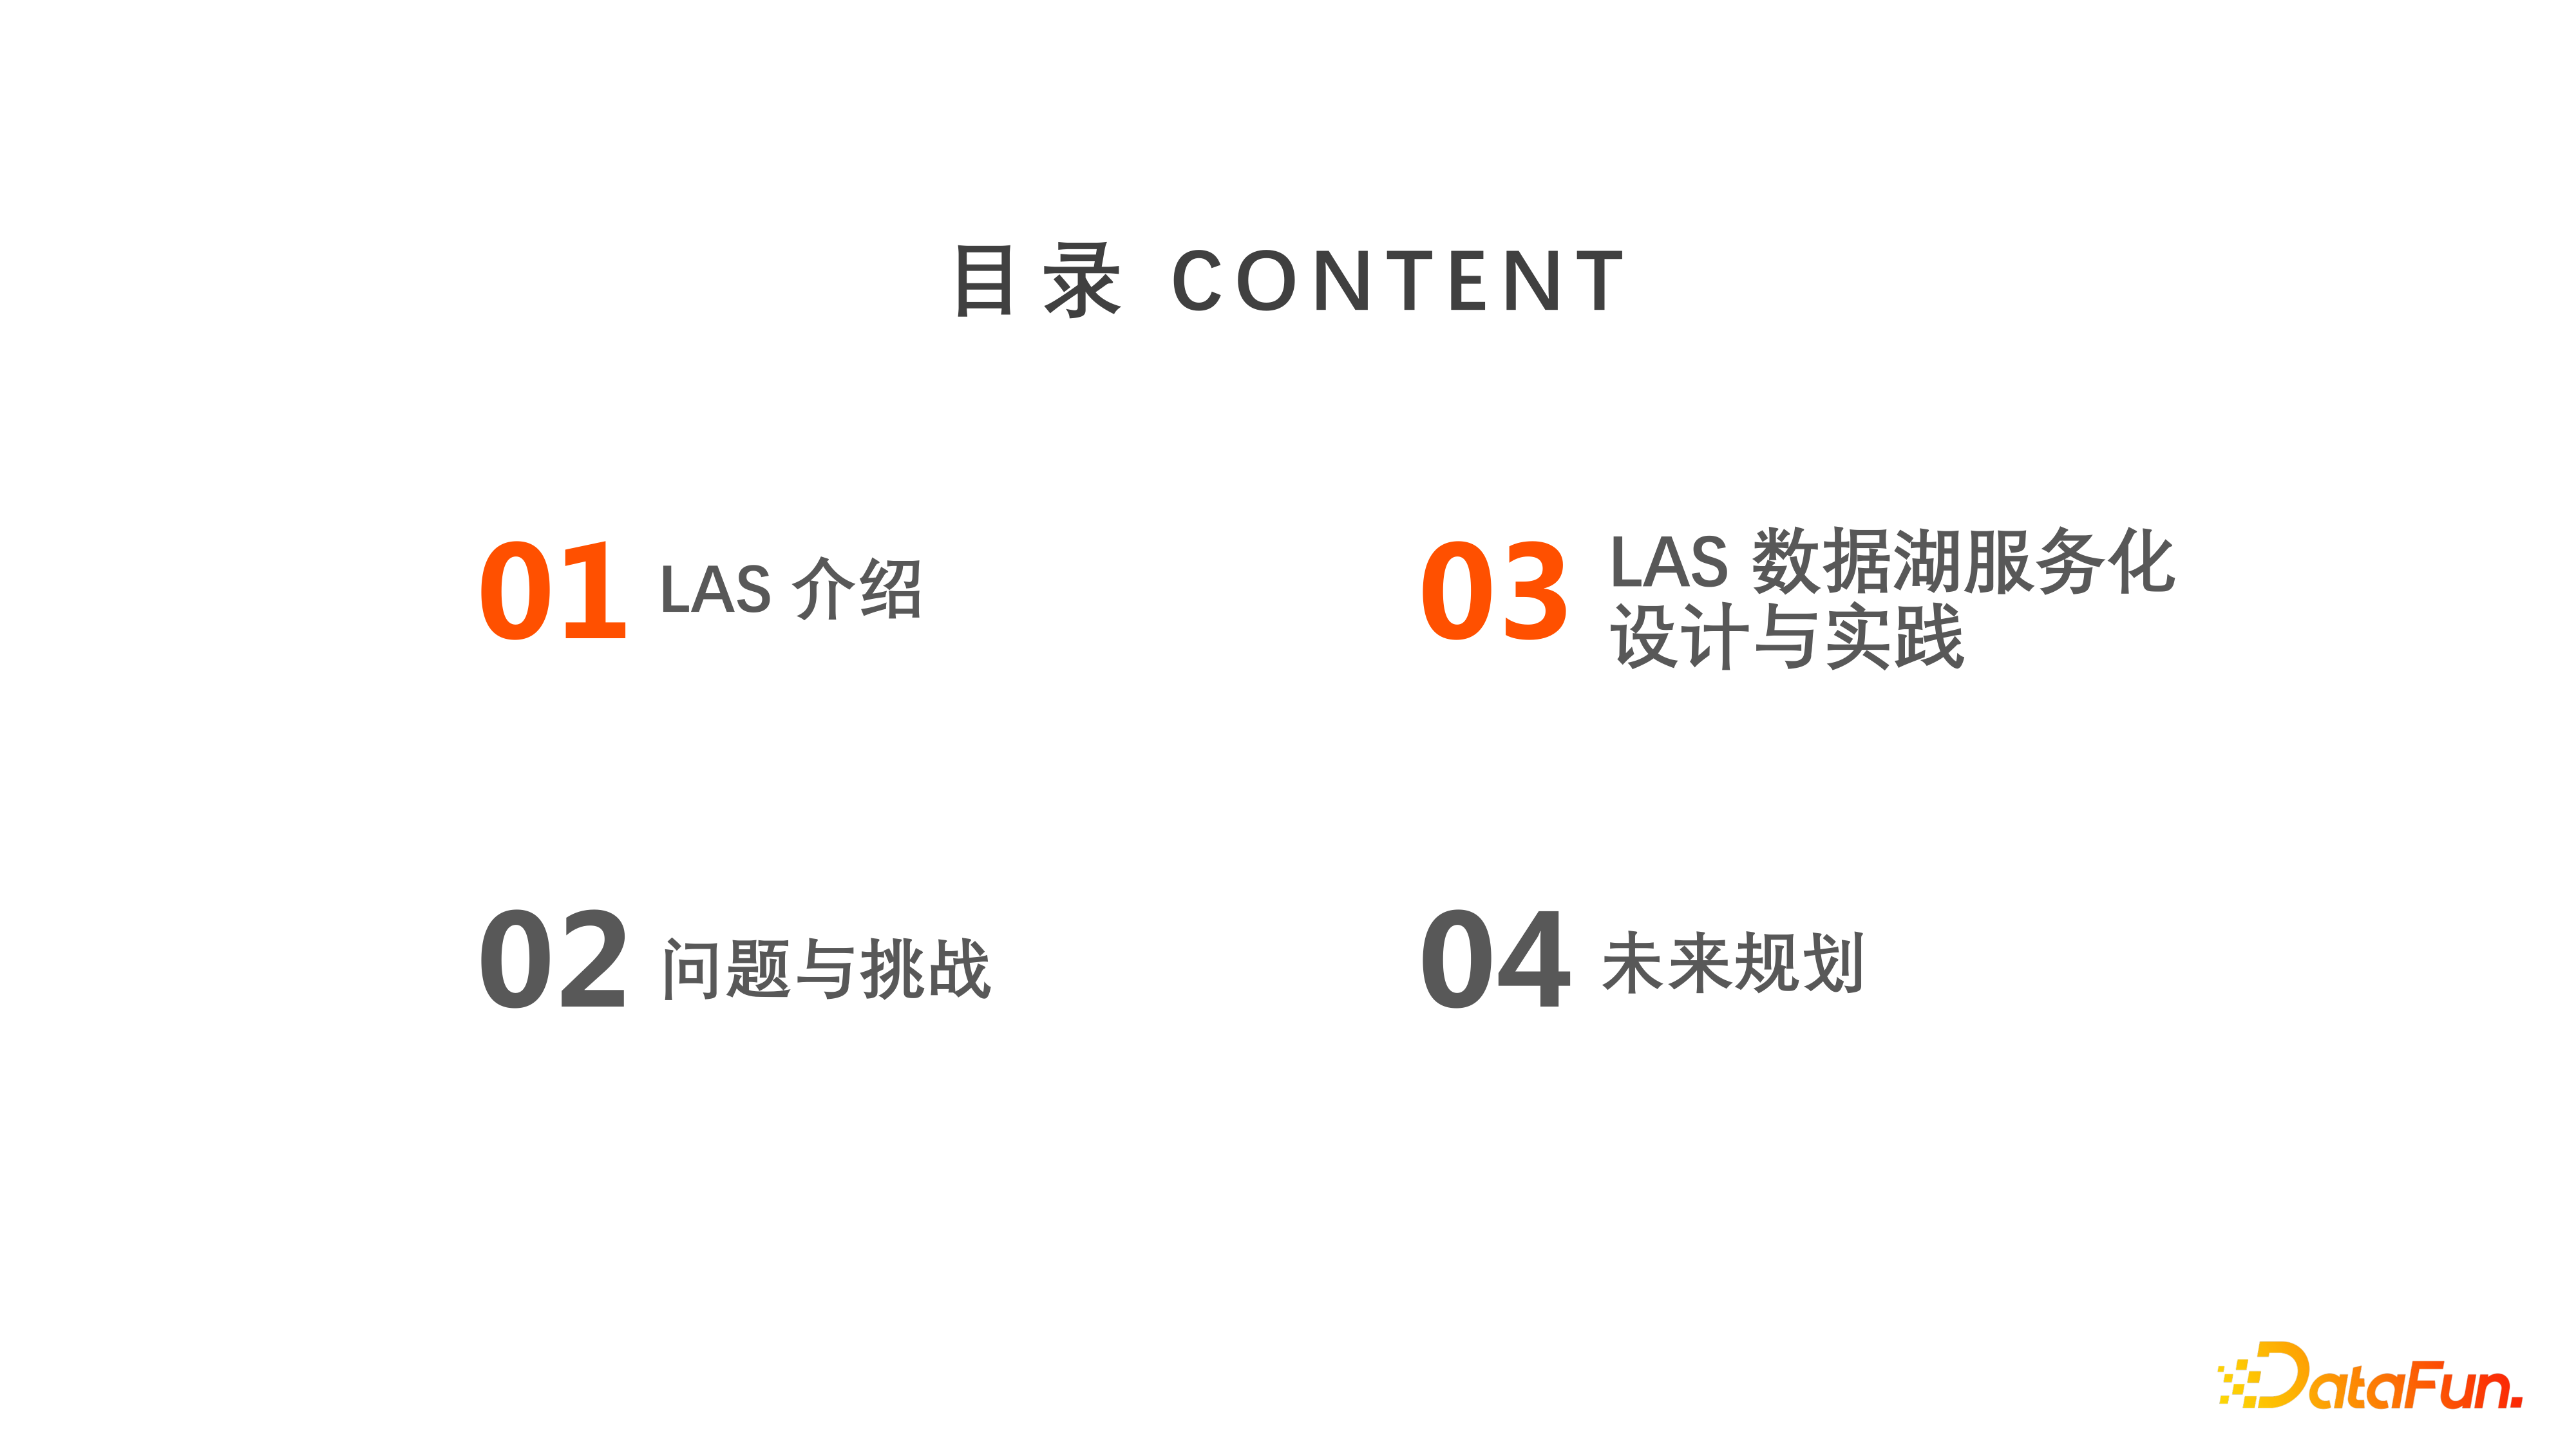 目录 CONTENT
01 LAS 介绍
02 问题与挑战
03 LAS 数据湖服务化
设计与实践
04 未来规划
DataFun.